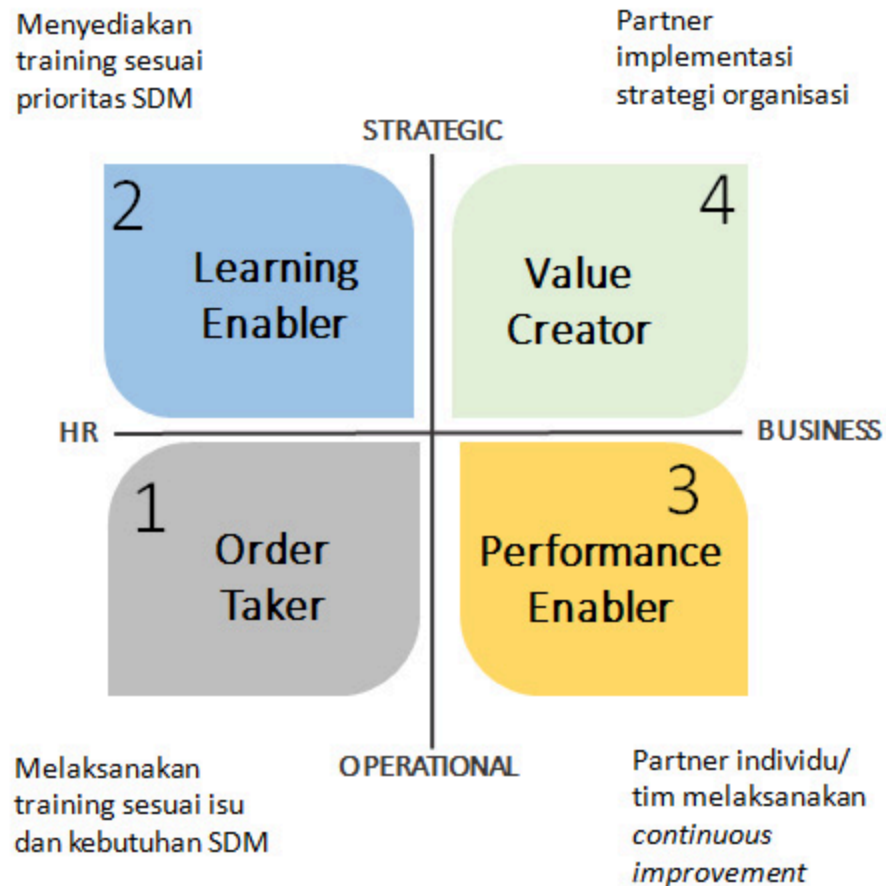 Menyediakan
training sesuai
prioritas SDM
Partner
implementasi
strategi organisasi
STRATEGIC
2
Learning
Enabler
4
Value
Creator
HR
BUSINESS
1
Order
Taker
3
Performance
Enabler
OPERATIONAL
Melaksanakan
training sesuai isu
dan kebutuhan SDM
Partner individu/
tim melaksanakan
continuous
improvement